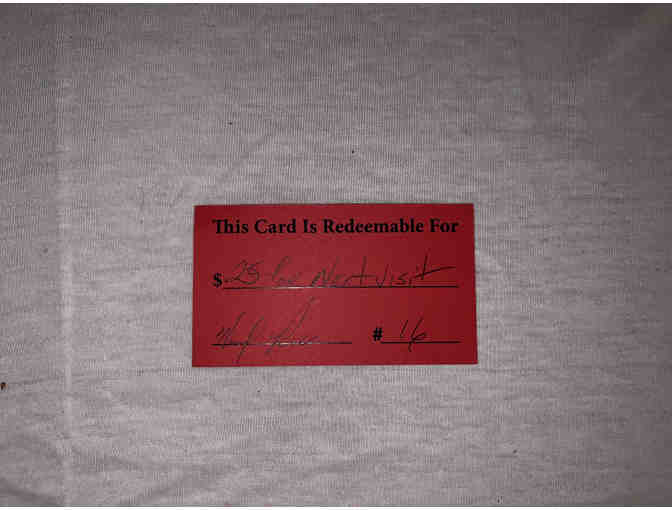 This Card Is Redeemable For
$ 25 for Next visit
# 16